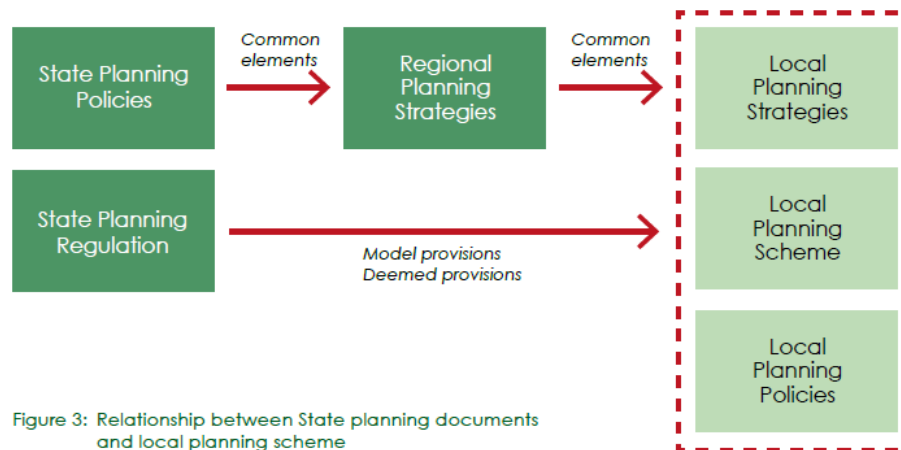 State Planning
Policies
Common
elements
Regional
Planning
Strategies
Common
elements
Local
Planning
Strategies
State Planning
Regulation
Model provisions
Deemed provisions
Local
Planning
Scheme
Local
Planning
Policies
Figure 3: Relationship between State planning documents
and local planning scheme